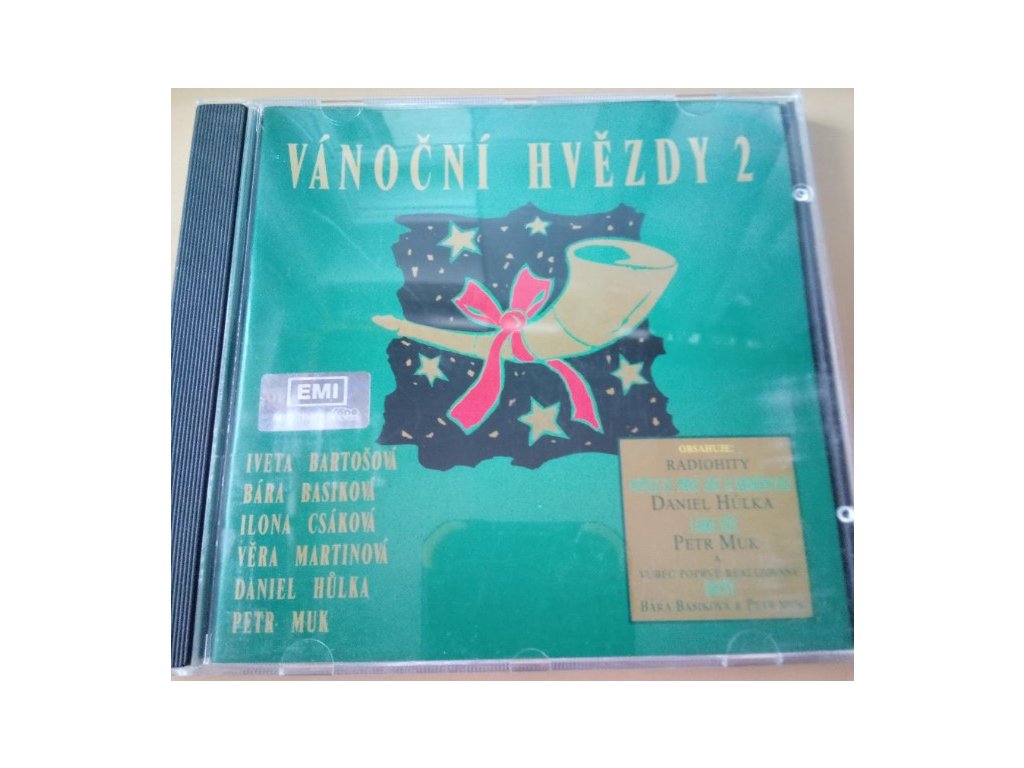 VÁNOČNÍ HVĚZDY 2
EMI
IVETA BARTOŠOVÁ
BÁRA BASIKOVÁ
ILONA CSÁKOVÁ
VĚRA MARTINOVÁ
DANIEL HŮLKA
PETR MUK
OBSAHUJE:
RADIOHITY
DANIEL HŮLKA
PETR MUK
A
VŮBEC POPRVÉ REALIZOVANÉ
BÁRA BASIKOVÁ & PETR MUK